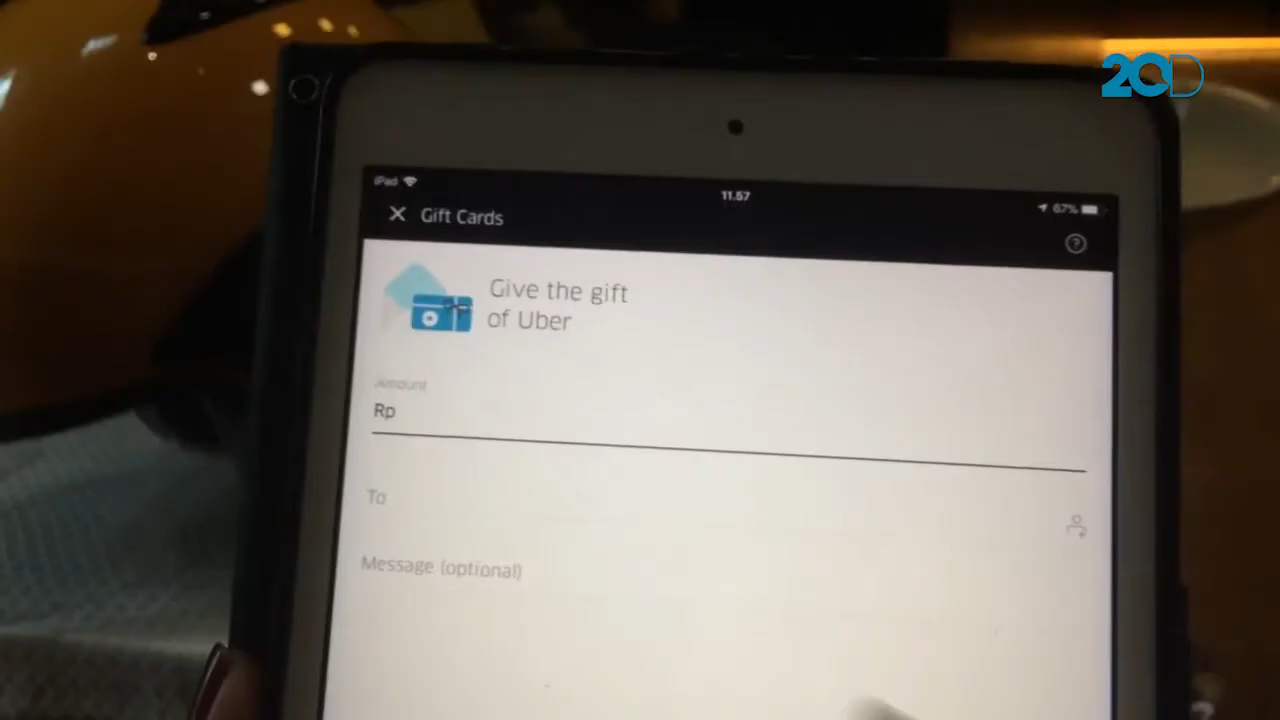 20D
iPad
11.57
67%
Gift Cards
?
Give the gift
of Uber
Amount
Rp
To
Message (optional)